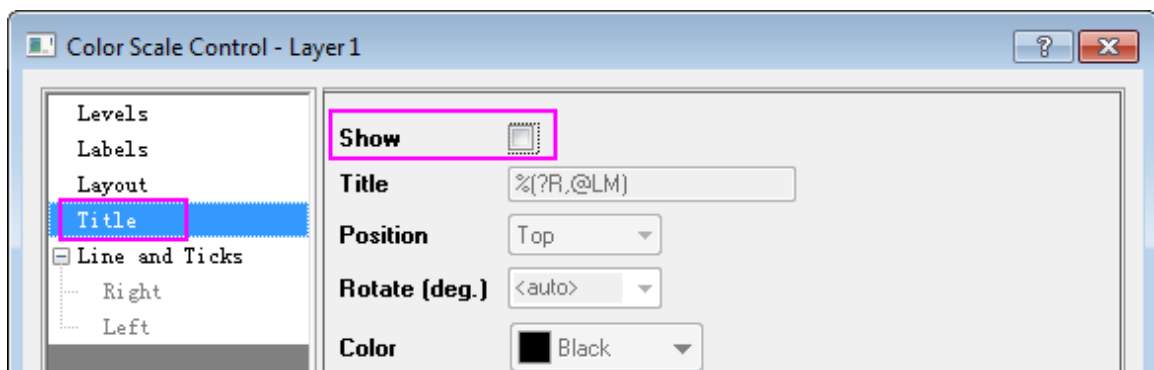 Color Scale Control - Layer 1
Levels
Labels
Layout
Title
Line and Ticks
Right
Left
Show
Title %(?R,@LM)
Position Top
Rotate (deg.) <auto>
Color Black